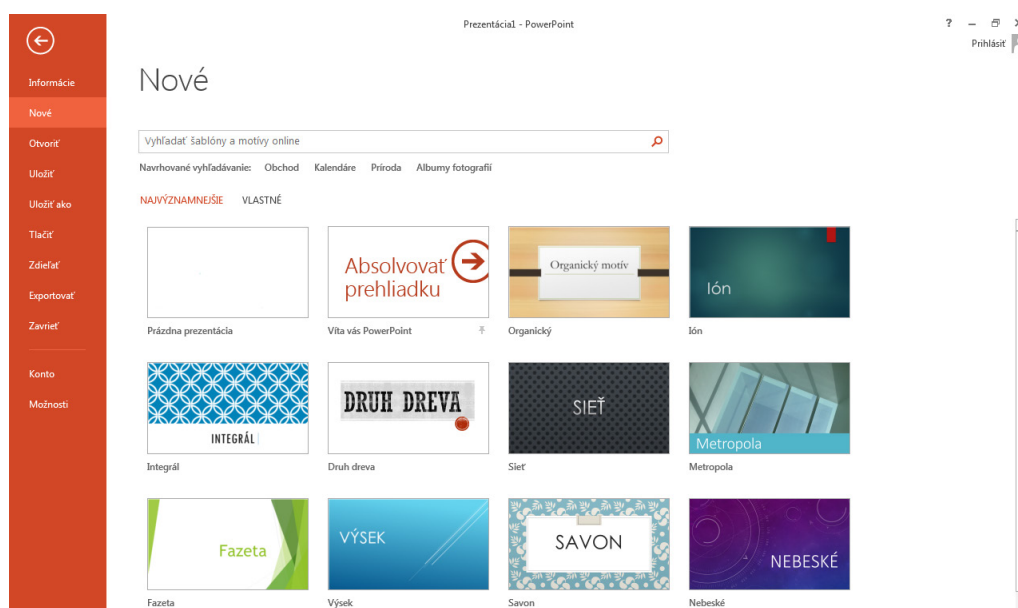 Prezentácia1 - PowerPoint
?
Prihlásiť
Informácie
Nové
Otvoriť
Uložiť
Uložiť ako
Tlačiť
Zdieľať
Exportovať
Zavrieť
Konto
Možnosti
Nové
Vyhľadať šablóny a motívy online
Navrhované vyhľadávanie: Obchod Kalendáre Príroda Albumy fotografií
NAJVÝZNAMNEJŠIE VLASTNÉ
Absolvovať
prehliadku
Organický motív
Ión
Prázdna prezentácia
Víta vás PowerPoint
Organický
Ión
INTEGRÁL
DRUH DREVA
SIEŤ
Metropola
Integrál
Druh dreva
Sieť
Metropola
Fazeta
VÝSEK
SAVON
NEBESKÉ
Fazeta
Výsek
Savon
Nebeské